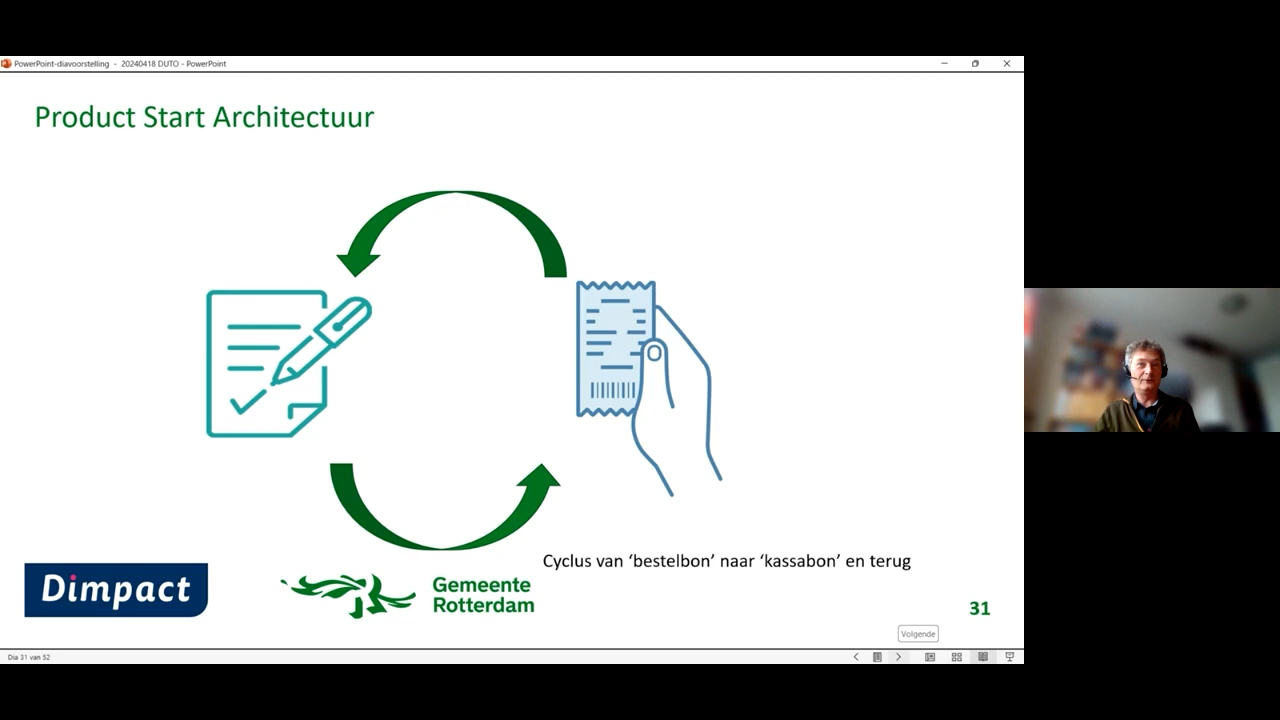 PowerPoint-diavoorstelling - 20240418 DUTO - PowerPoint
Product Start Architectuur
Cyclus van ‘bestelbon’ naar ‘kassabon’ en terug
Dimpact
Gemeente
Rotterdam
31
Volgende
Dia 31 van 52